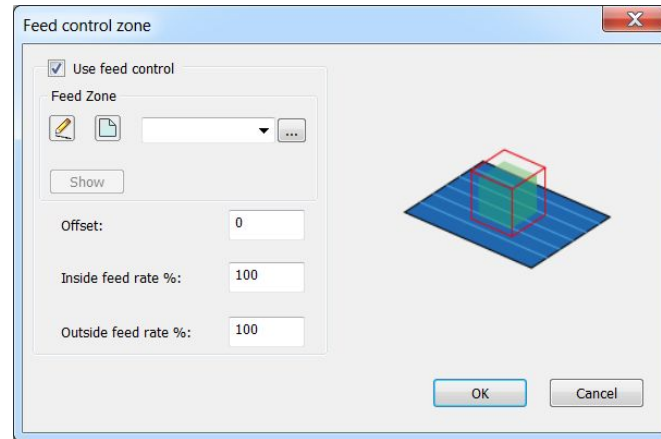 Feed control zone
Use feed control
Feed Zone
...
Show
Offset:
0
Inside feed rate %:
100
Outside feed rate %:
100
OK
Cancel